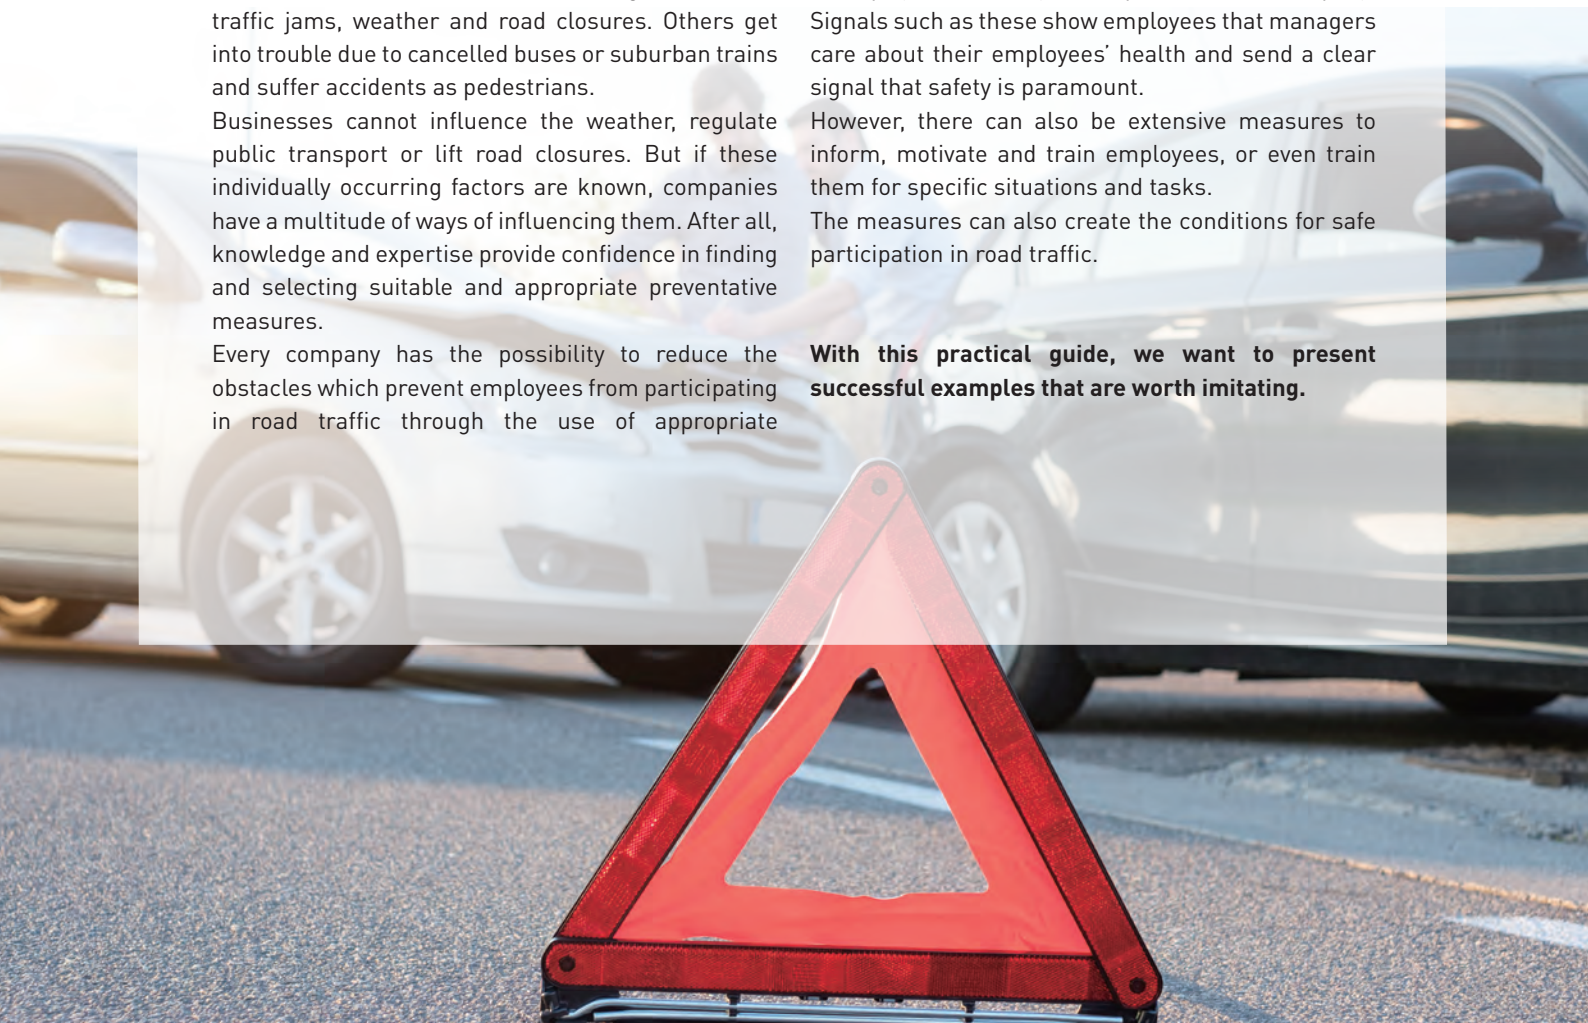 traffic jams, weather and road closures. Others get
into trouble due to cancelled buses or suburban trains
and suffer accidents as pedestrians.
Businesses cannot influence the weather, regulate
public transport or lift road closures. But if these
individually occurring factors are known, companies
have a multitude of ways of influencing them. After all,
knowledge and expertise provide confidence in finding
and selecting suitable and appropriate preventative
measures.
Every company has the possibility to reduce the
obstacles which prevent employees from participating
in road traffic through the use of appropriate
Signals such as these show employees that managers
care about their employees’ health and send a clear
signal that safety is paramount.
However, there can also be extensive measures to
inform, motivate and train employees, or even train
them for specific situations and tasks.
The measures can also create the conditions for safe
participation in road traffic.
With this practical guide, we want to present
successful examples that are worth imitating.